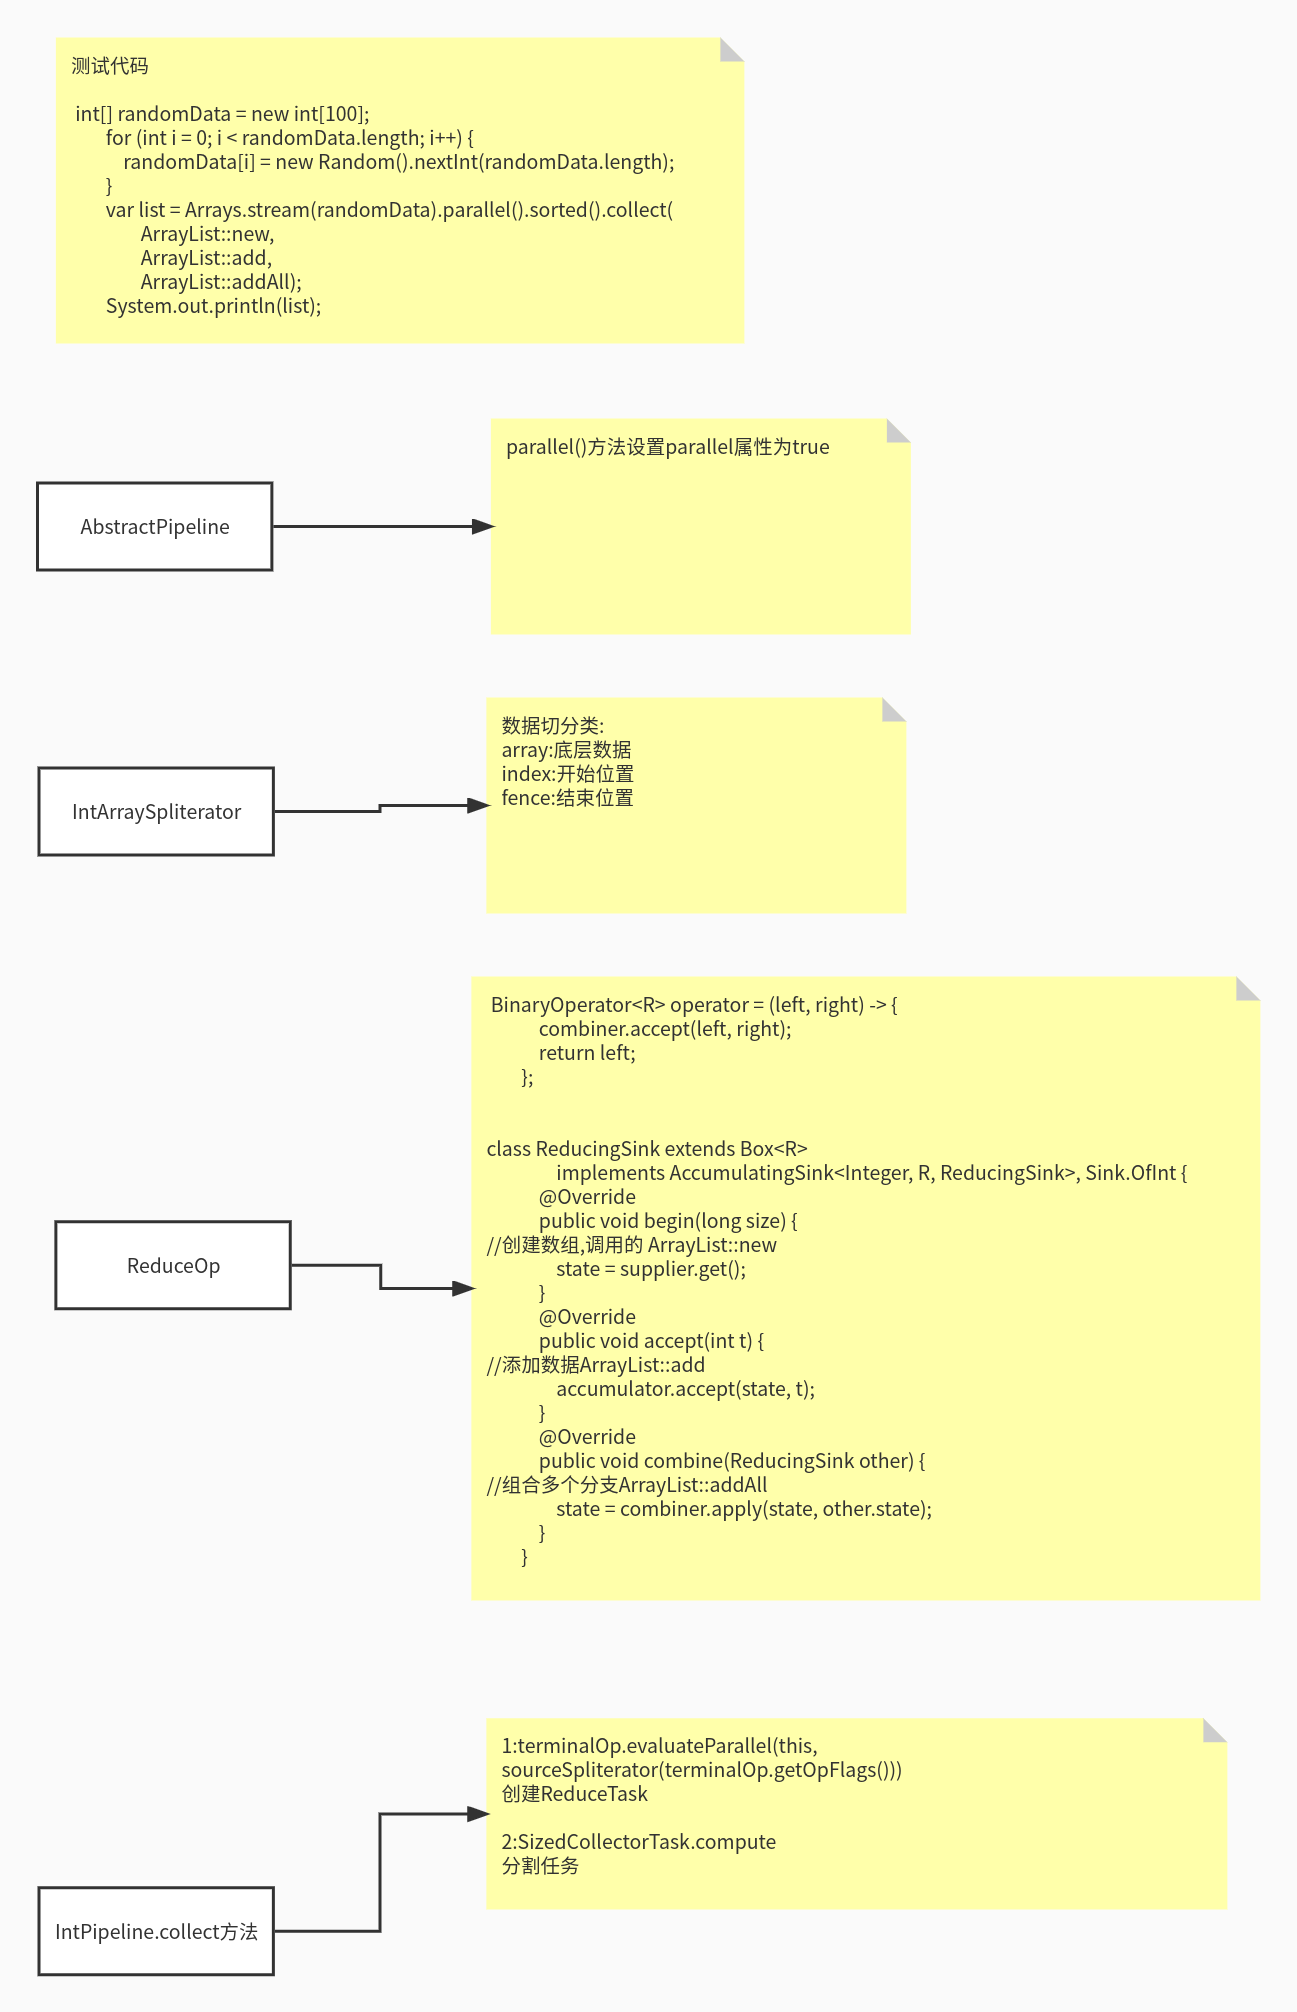 测试代码
int[] randomData = new int[100];
for (int i = 0; i < randomData.length; i++) {
randomData[i] = new Random().nextInt(randomData.length);
}
var list = Arrays.stream(randomData).parallel().sorted().collect(
ArrayList::new,
ArrayList::add,
ArrayList::addAll);
System.out.println(list);
AbstractPipeline
parallel()方法设置parallel属性为true
IntArraySpliterator
数据切分类:
array:底层数据
index:开始位置
fence:结束位置
ReduceOp
BinaryOperator<R> operator = (left, right) -> {
combiner.accept(left, right);
return left;
};
class ReducingSink extends Box<R>
implements AccumulatingSink<Integer, R, ReducingSink>, Sink.OfInt {
@Override
public void begin(long size) {
//创建数组,调用的 ArrayList::new
state = supplier.get();
}
@Override
public void accept(int t) {
//添加数据ArrayList::add
accumulator.accept(state, t);
}
@Override
public void combine(ReducingSink other) {
//组合多个分支ArrayList::addAll
state = combiner.apply(state, other.state);
}
}
IntPipeline.collect方法
1:terminalOp.evaluateParallel(this,
sourceSpliterator(terminalOp.getOpFlags()))
创建ReduceTask
2:SizedCollectorTask.compute
分割任务